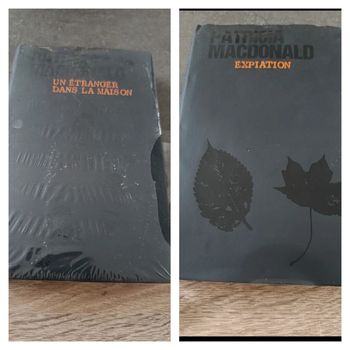 UN ÉTRANGER
DANS LA MAISON
PATRICIA
MACDONALD
EXPIATION